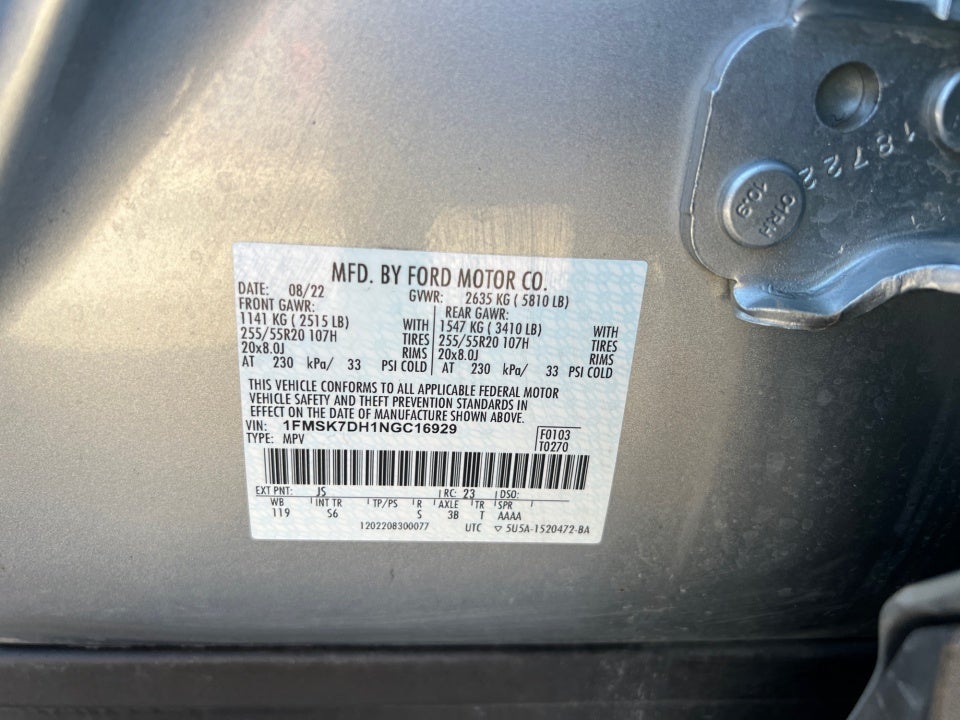 MFD. BY FORD MOTOR CO.
DATE: 08/22 GVWR: 2635 KG ( 5810 LB)
FRONT GAWR: REAR GAWR:
1141 KG ( 2515 LB) WITH 1547 KG ( 3410 LB) WITH
255/55R20 107H TIRES 255/55R20 107H TIRES
20x8.0J RIMS 20x8.0J RIMS
AT 230 kPa/ 33 PSI COLD AT 230 kPa/ 33 PSI COLD
THIS VEHICLE CONFORMS TO ALL APPLICABLE FEDERAL MOTOR
VEHICLE SAFETY AND THEFT PREVENTION STANDARDS IN
EFFECT ON THE DATE OF MANUFACTURE SHOWN ABOVE.
VIN: 1FMSK7DH1NGC16929 F0103
TYPE: MPV T0270
EXT PNT: JS RC: 23 DSO:
WB INT TR TP/PS R AXLE TR SPR
119 S6 S 3B T AAAA
1202208300077 UTC ▽ 5U5A-1520472-BA
18722
01RH
10.9